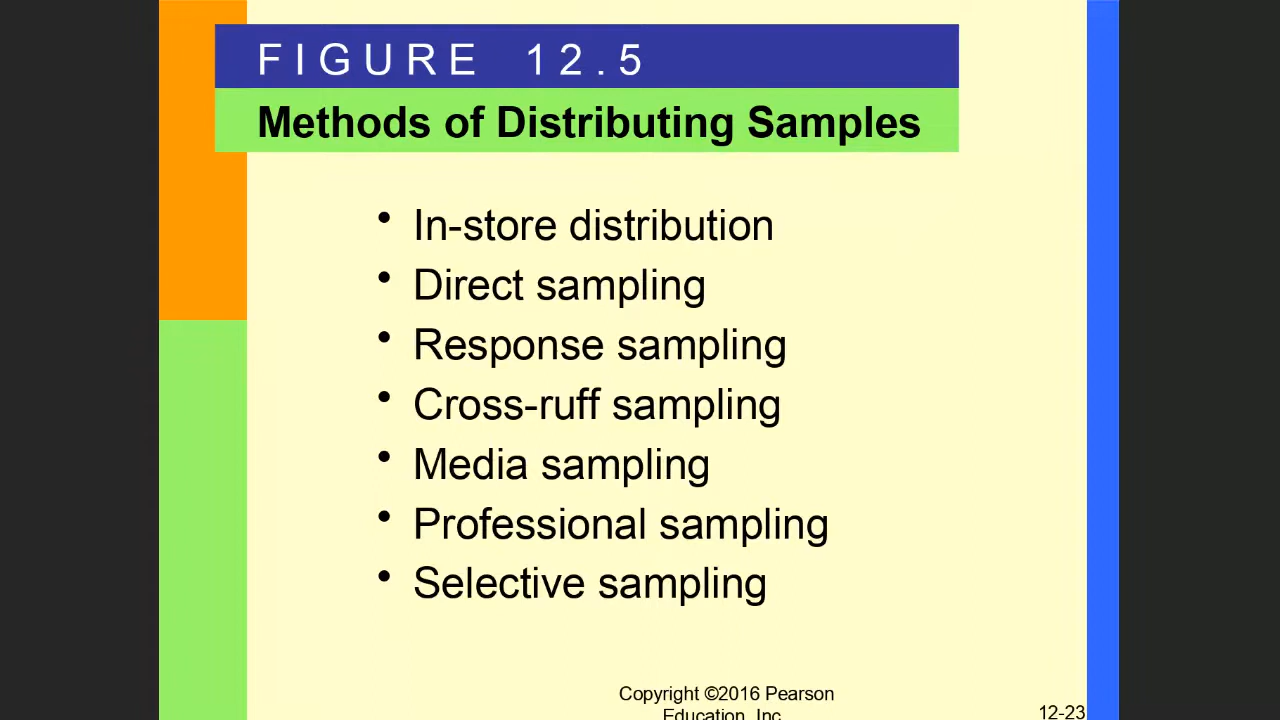 FIGURE 12.5
Methods of Distributing Samples
• In-store distribution
• Direct sampling
• Response sampling
• Cross-ruff sampling
• Media sampling
• Professional sampling
• Selective sampling
Copyright ©2016 Pearson
Education, Inc
12-23